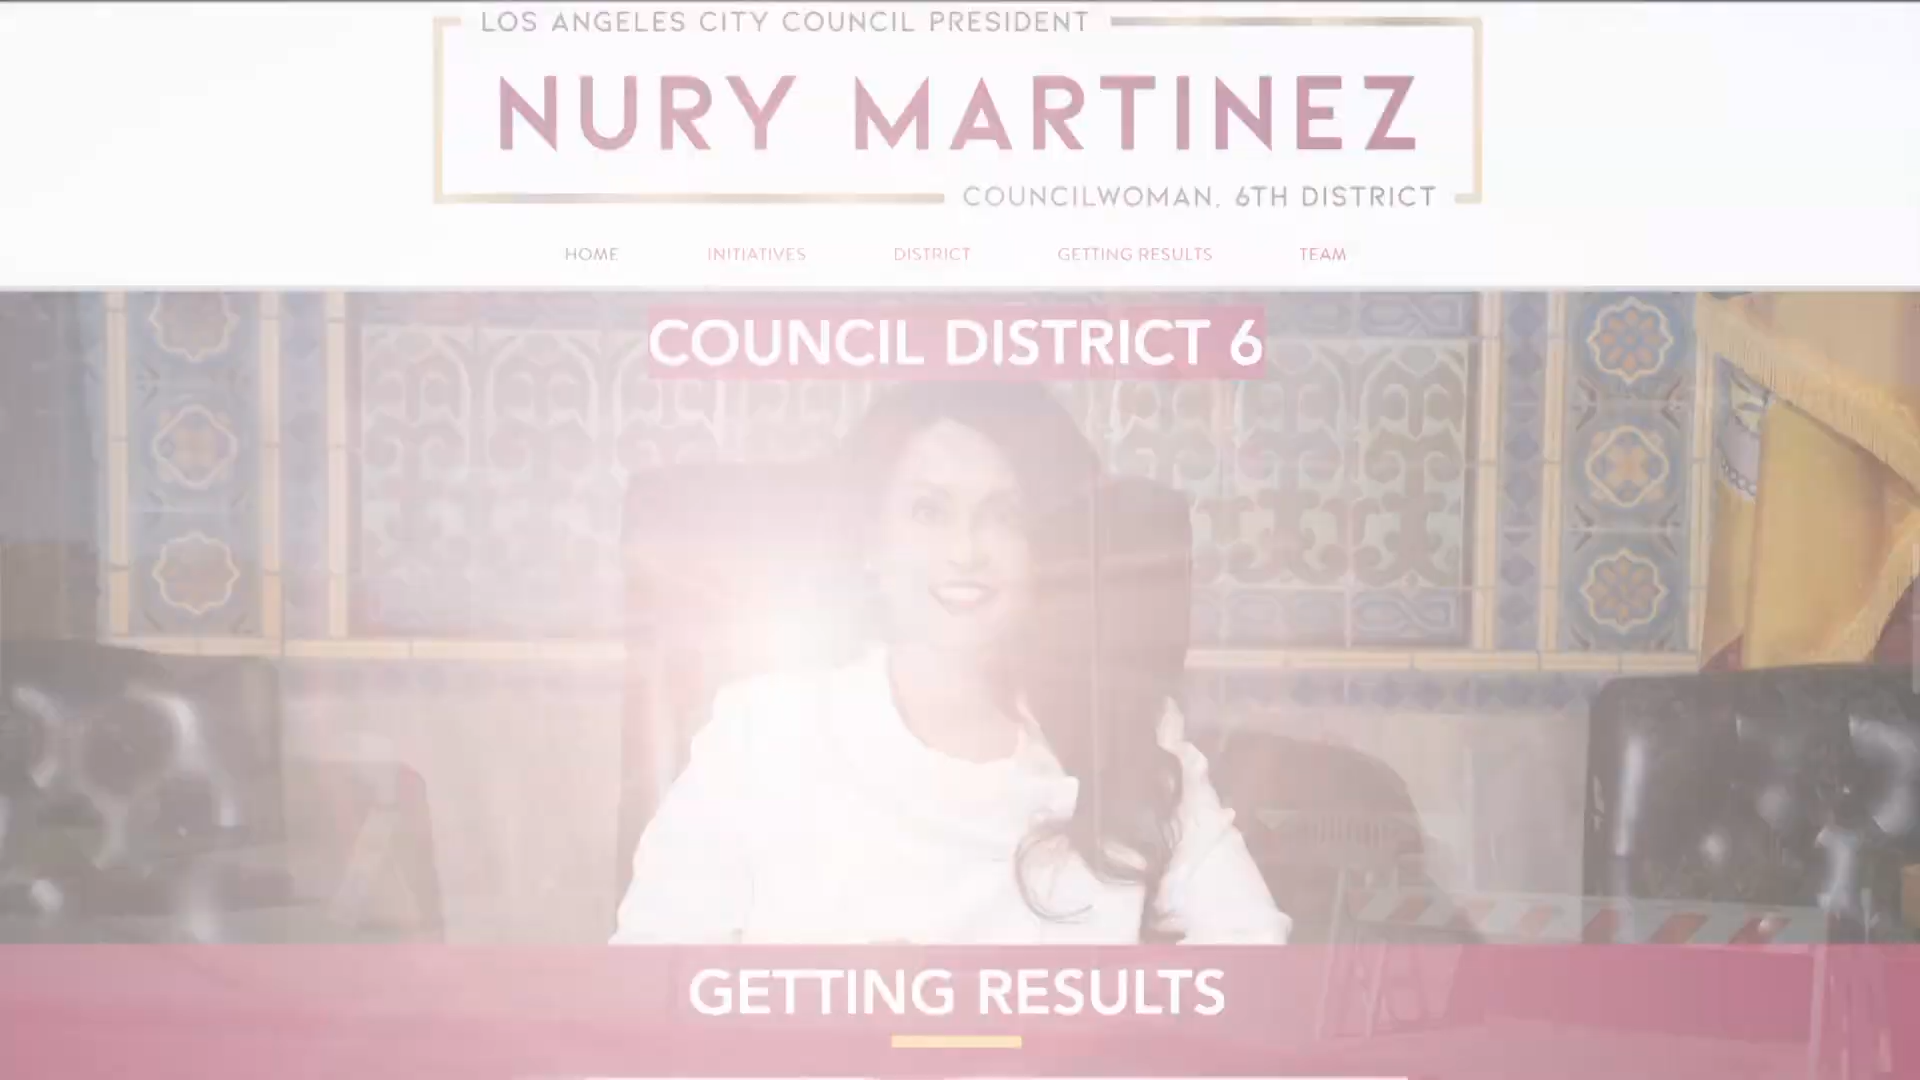 LOS ANGELES CITY COUNCIL PRESIDENT
NURY MARTINEZ
COUNCILWOMAN, 6TH DISTRICT
HOME INITIATIVES DISTRICT GETTING RESULTS TEAM
COUNCIL DISTRICT 6
GETTING RESULTS